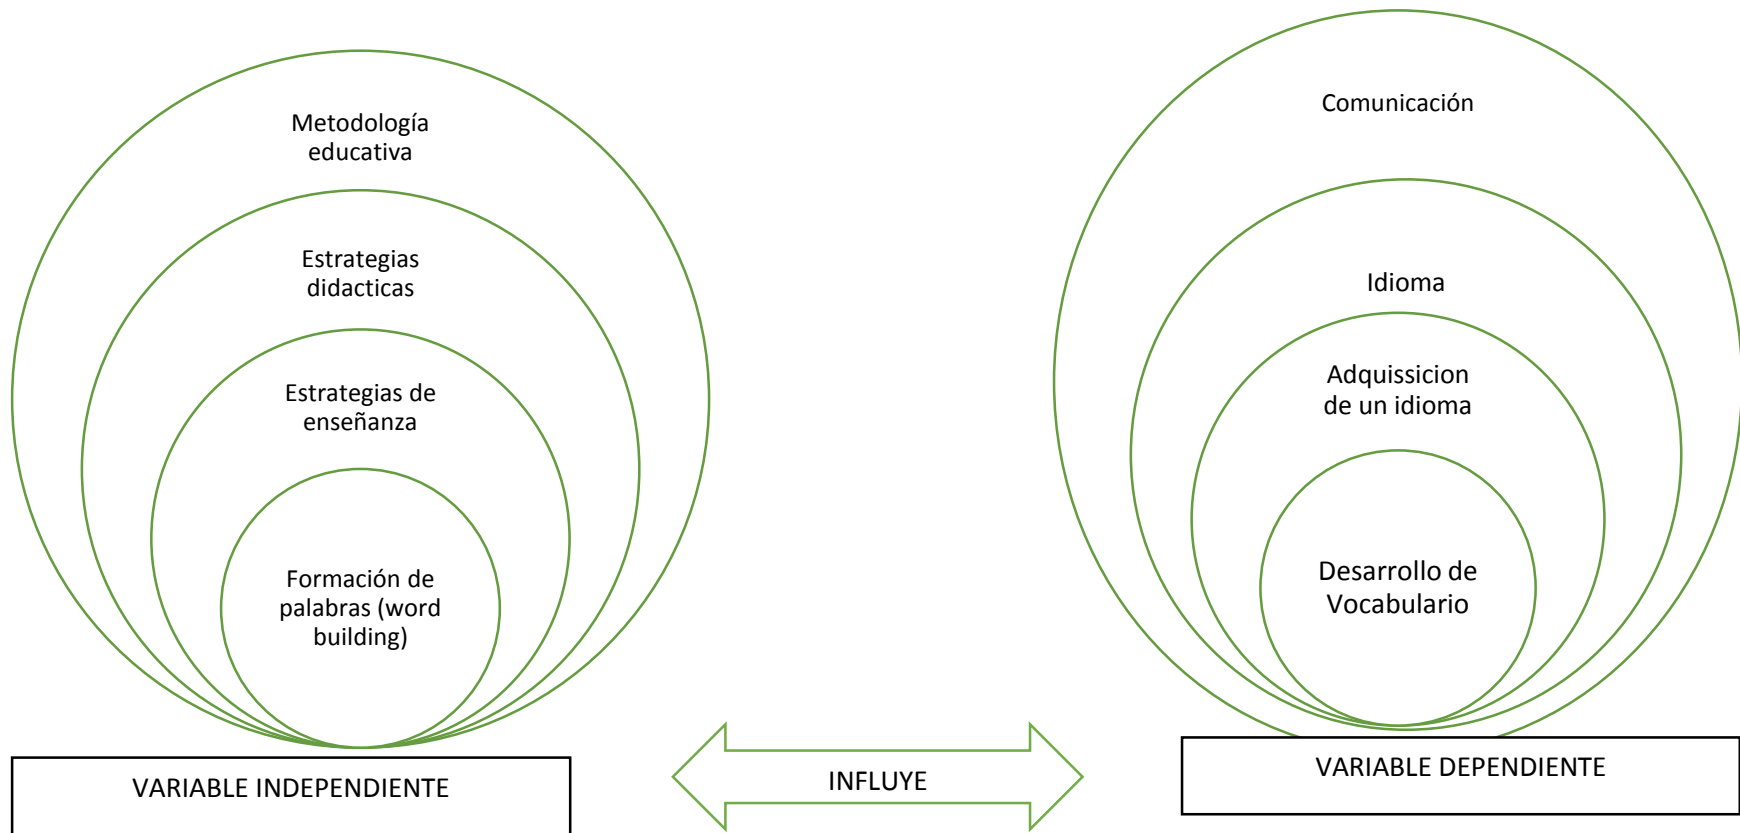 Metodología
educativa
Estrategias
didacticas
Estrategias de
enseñanza
Formación de
palabras (word
building)
VARIABLE INDEPENDIENTE
INFLUYE
Comunicación
Idioma
Adquissicion
de un idioma
Desarrollo de
Vocabulario
VARIABLE DEPENDIENTE